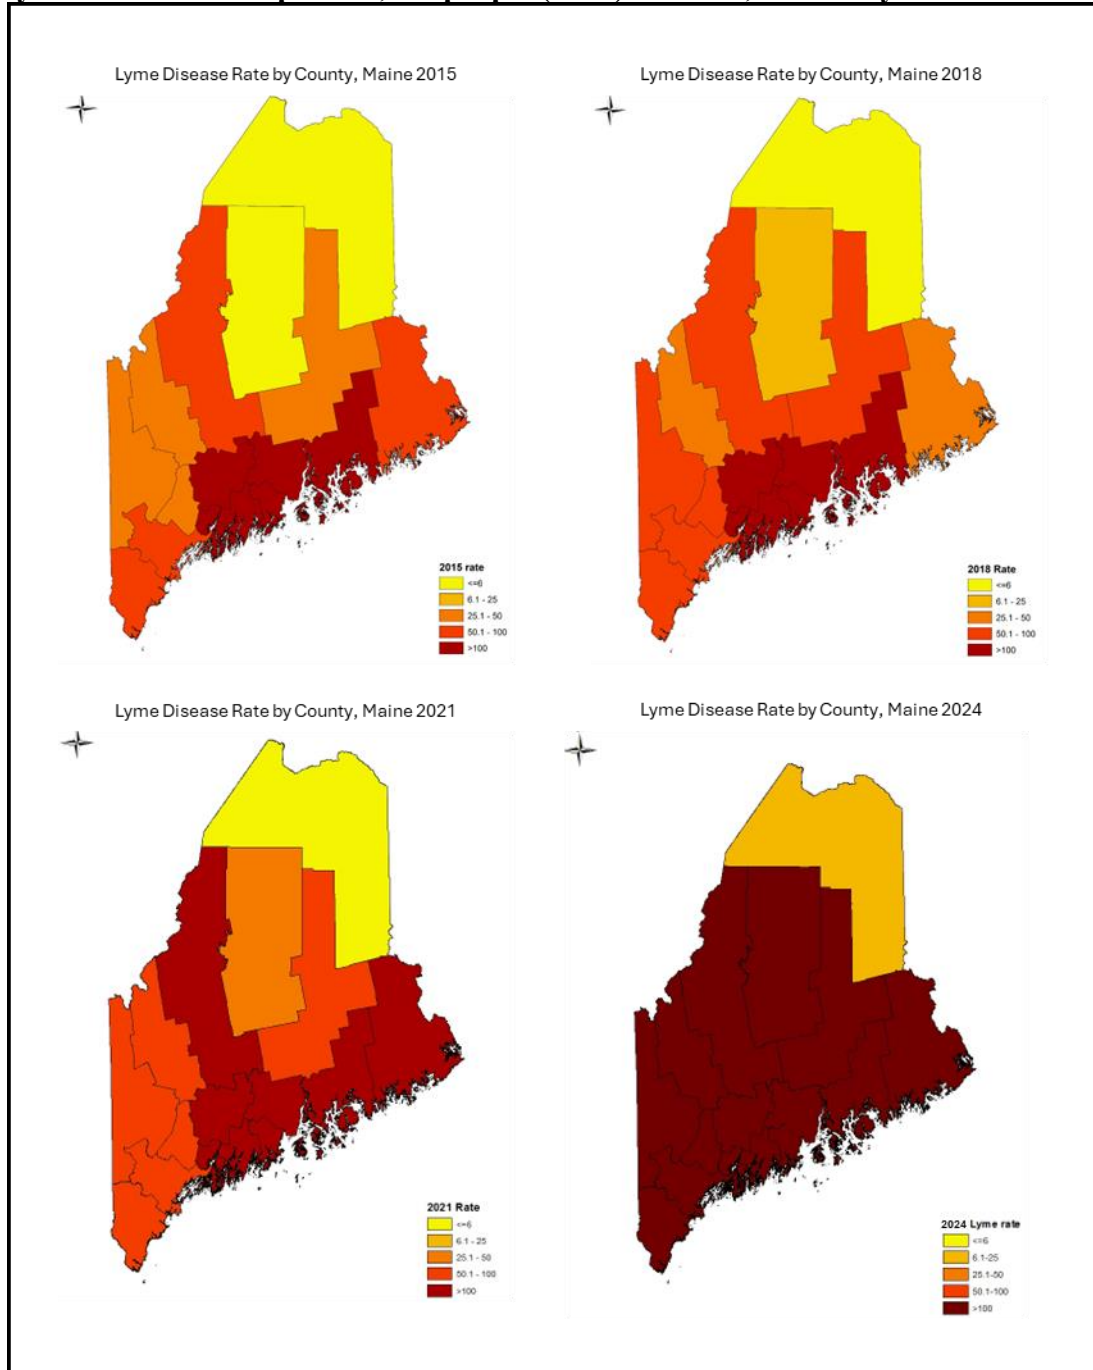 Lyme Disease Rate by County, Maine 2015
Lyme Disease Rate by County, Maine 2018
2015 rate
<=6
6.1 - 25
25.1 - 50
50.1 - 100
>100
2018 Rate
<=6
6.1 - 25
25.1 - 50
50.1 - 100
>100
Lyme Disease Rate by County, Maine 2021
Lyme Disease Rate by County, Maine 2024
2021 Rate
<=6
6.1 - 25
25.1 - 50
50.1 - 100
>100
2024 Lyme rate
<=6
6.1-25
25.1-50
50.1-100
>100